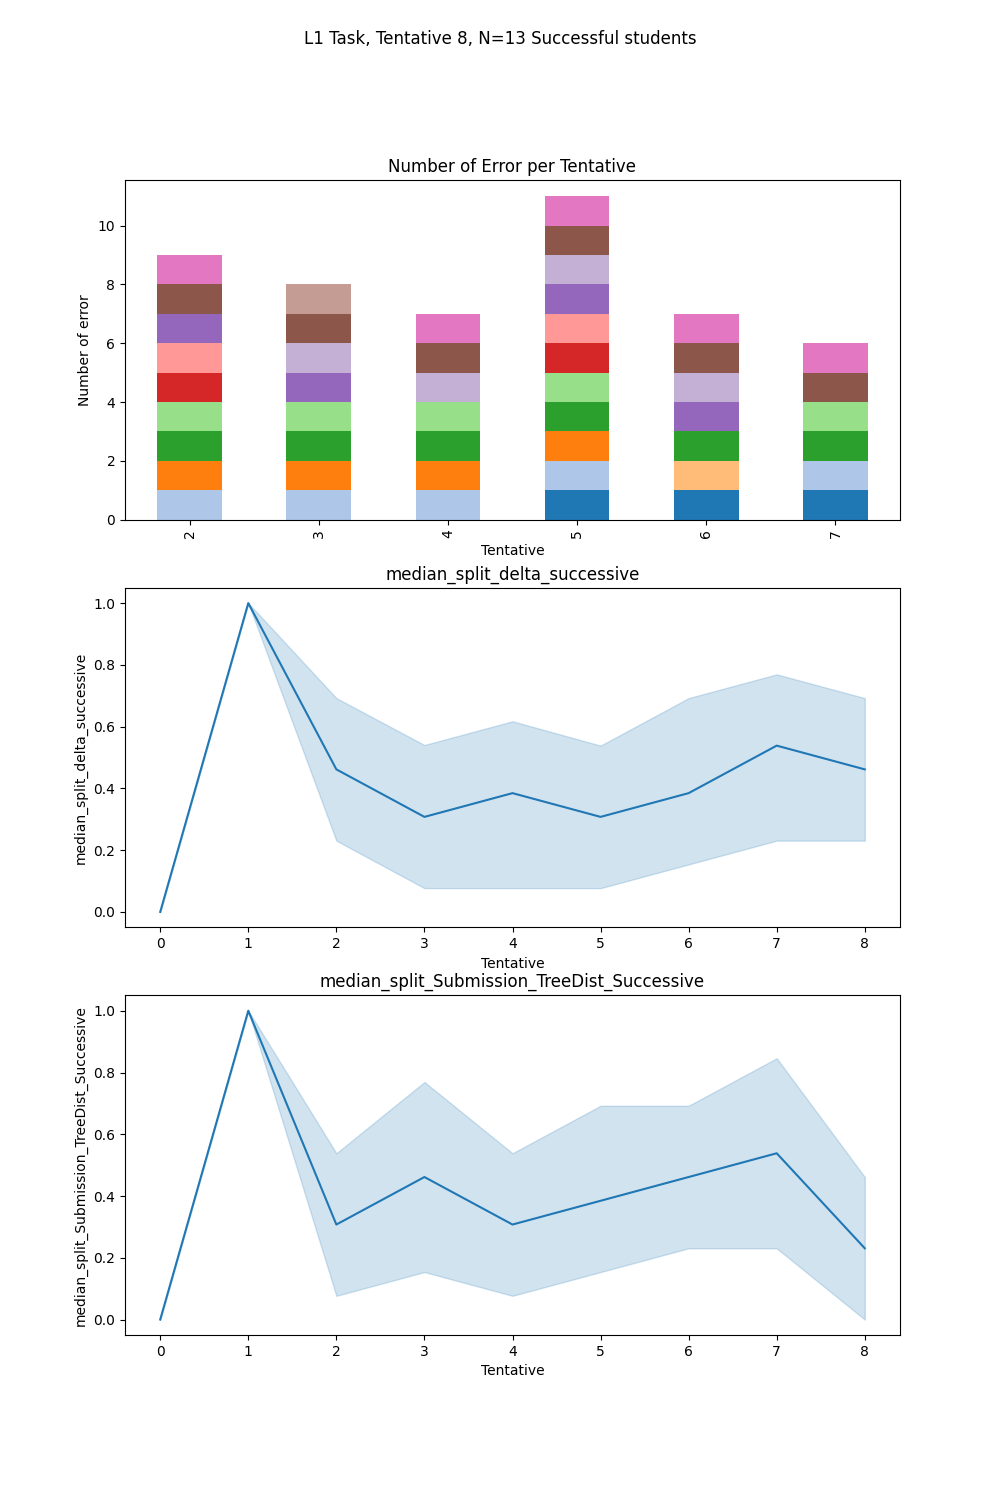 L1 Task, Tentative 8, N=13 Successful students
Number of Error per Tentative
Number of error
10
8
6
4
2
0
2 3 4 5 6 7
Tentative
median_split_delta_successive
median_split_delta_successive
1.0
0.8
0.6
0.4
0.2
0.0
0 1 2 3 4 5 6 7 8
Tentative
median_split_Submission_TreeDist_Successive
median_split_Submission_TreeDist_Successive
1.0
0.8
0.6
0.4
0.2
0.0
0 1 2 3 4 5 6 7 8
Tentative